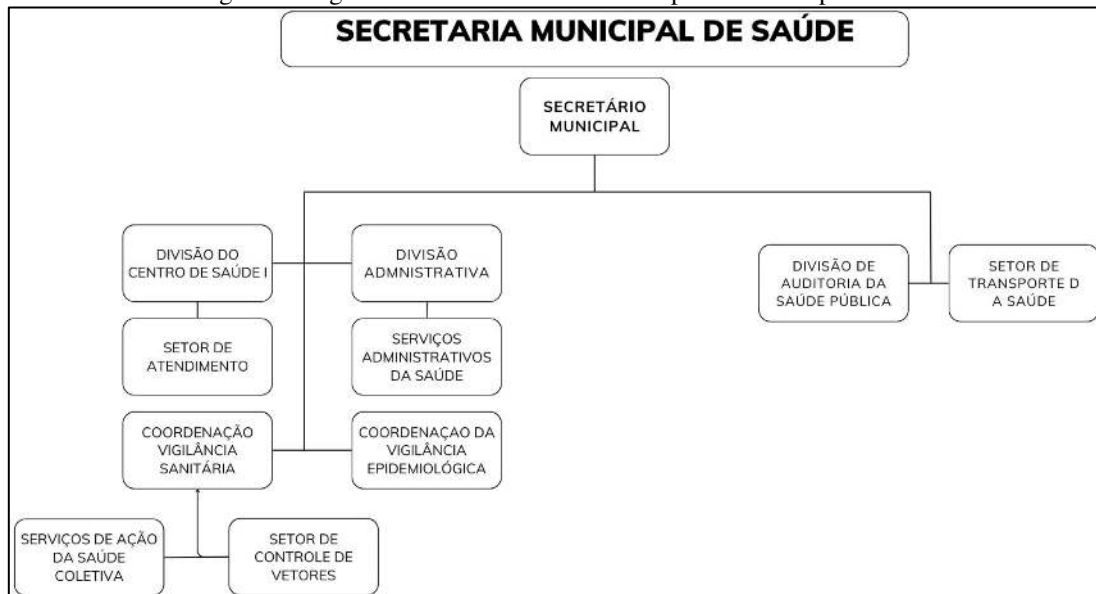 SECRETARIA MUNICIPAL DE SAÚDE
SECRETÁRIO
MUNICIPAL
DIVISÃO DO
CENTRO DE SAÚDE I
DIVISÃO
ADMNISTRATIVA
DIVISÃO DE
AUDITORIA DA
SAÚDE PÚBLICA
SETOR DE
TRANSPORTE D
A SAÚDE
SETOR DE
ATENDIMENTO
SERVIÇOS
ADMINISTRATIVOS
DA SAÚDE
COORDENAÇÃO
VIGILÂNCIA
SANITÁRIA
COORDENAÇAO DA
VIGILÂNCIA
EPIDEMIOLÓGICA
SERVIÇOS DE AÇÃO
DA SAÚDE
COLETIVA
SETOR DE
CONTROLE DE
VETORES